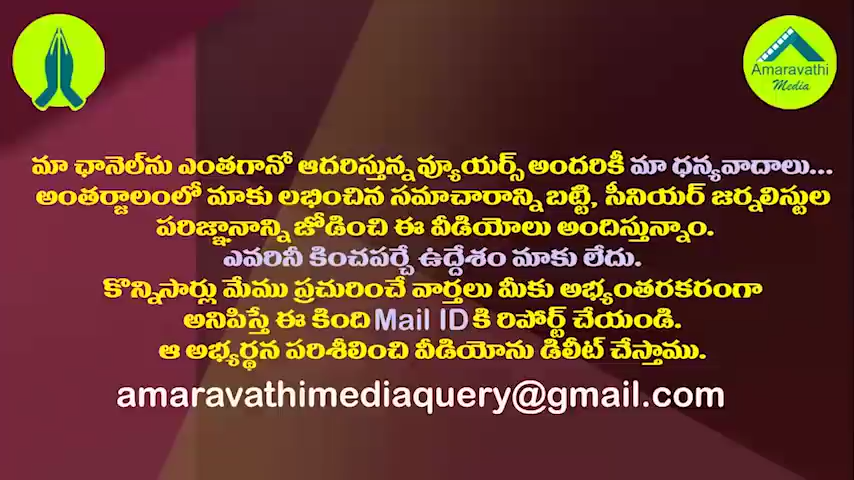 Amaravathi
Media
మా ఛానెల్‌ను ఎంతగానో ఆదరిస్తున్న వ్యూయర్స్ అందరికీ మా ధన్యవాదాలు...
అంతర్జాలంలో మాకు లభించిన సమాచారాన్ని బట్టి, సీనియర్ జర్నలిస్టుల
పరిజ్ఞానాన్ని జోడించి ఈ వీడియోలు అందిస్తున్నాం.
ఎవరినీ కించపర్చే ఉద్దేశం మాకు లేదు.
కొన్నిసార్లు మేము ప్రచురించే వార్తలు మీకు అభ్యంతరకరంగా
అనిపిస్తే ఈ కింది Mail ID కి రిపోర్ట్ చేయండి.
ఆ అభ్యర్థన పరిశీలించి వీడియోను డిలీట్ చేస్తాము.
amaravathimediaquery@gmail.com